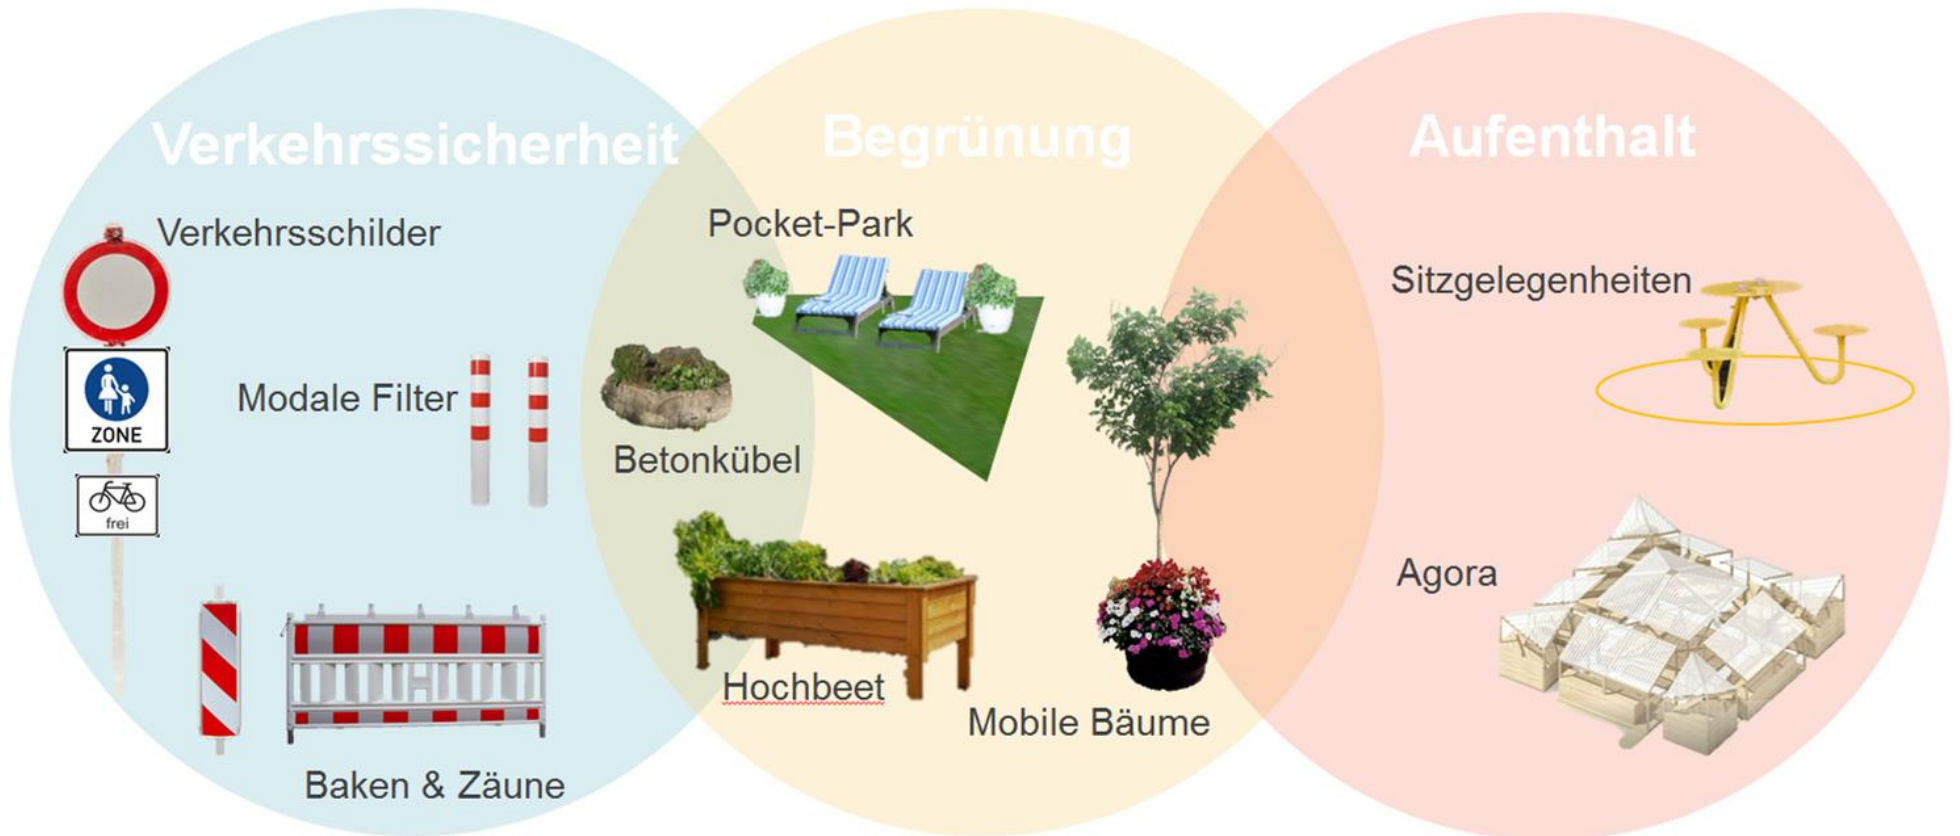 Verkehrssicherheit
Begrünung
Aufenthalt
Verkehrsschilder
ZONE
frei
Modale Filter
Baken & Zäune
Betonkübel
Pocket-Park
Hochbeet
Mobile Bäume
Sitzgelegenheiten
Agora